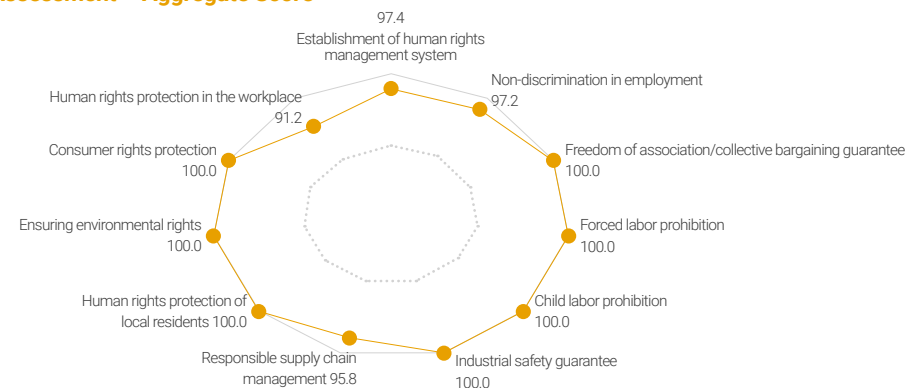 97.4
Establishment of human rights
management system
Non-discrimination in employment
97.2
Freedom of association/collective bargaining guarantee
100.0
Forced labor prohibition
100.0
Child labor prohibition
100.0
Industrial safety guarantee
100.0
Responsible supply chain
management 95.8
Human rights protection of
local residents 100.0
Ensuring environmental rights
100.0
Consumer rights protection
100.0
Human rights protection in the workplace
91.2